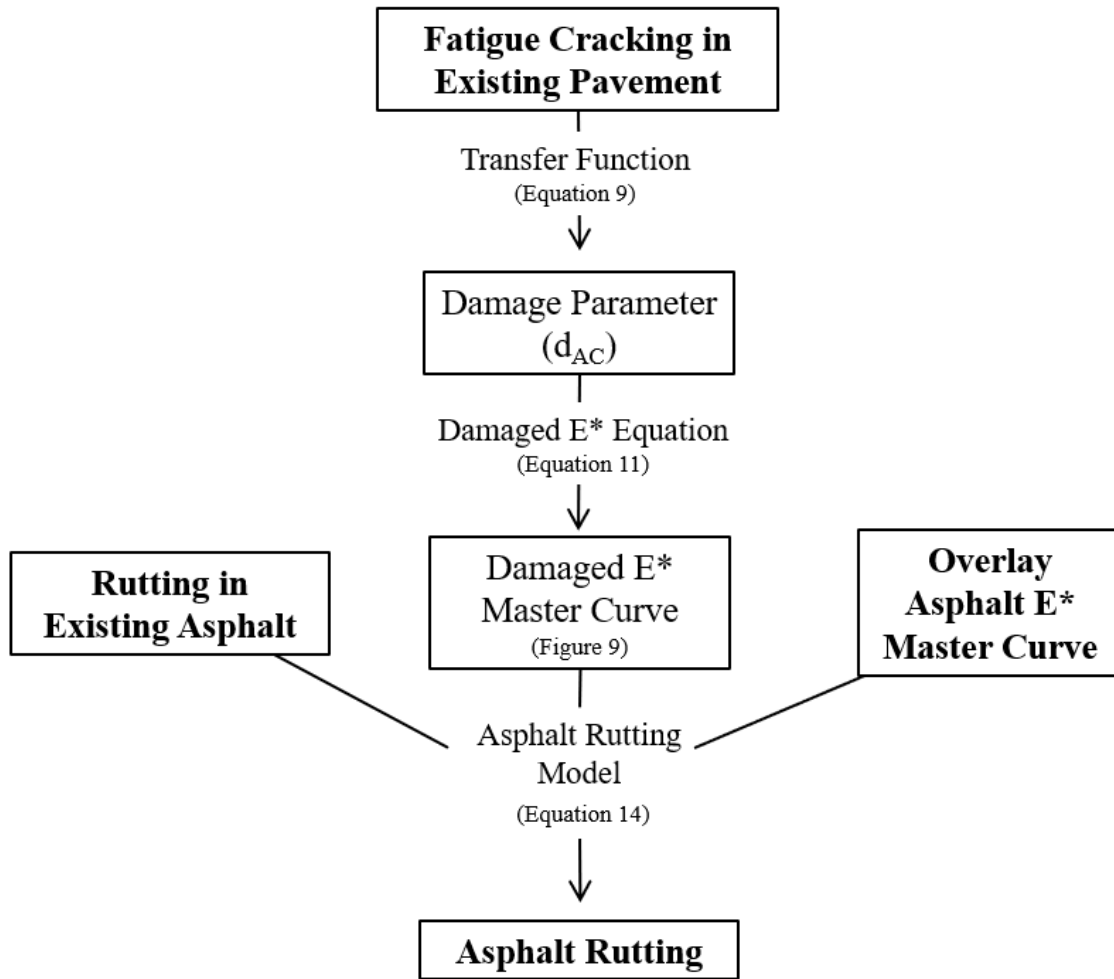 Fatigue Cracking in
Existing Pavement
Transfer Function
(Equation 9)
Damage Parameter
(dAC)
Damaged E* Equation
(Equation 11)
Rutting in
Existing Asphalt
Damaged E*
Master Curve
(Figure 9)
Overlay
Asphalt E*
Master Curve
Asphalt Rutting
Model
(Equation 14)
Asphalt Rutting